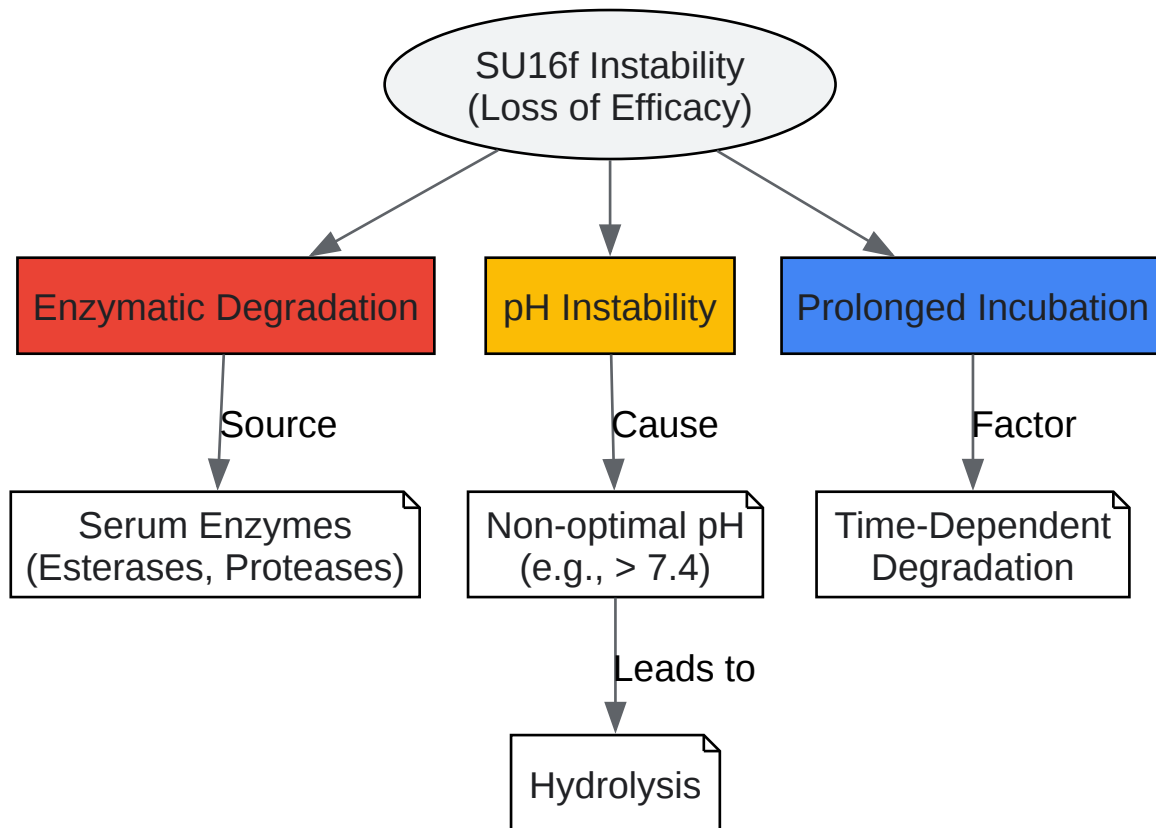 SU16f Instability
(Loss of Efficacy)
Enzymatic Degradation
pH Instability
Prolonged Incubation
Source
Cause
Factor
Serum Enzymes
(Esterases, Proteases)
Non-optimal pH
(e.g., > 7.4)
Time-Dependent
Degradation
Leads to
Hydrolysis